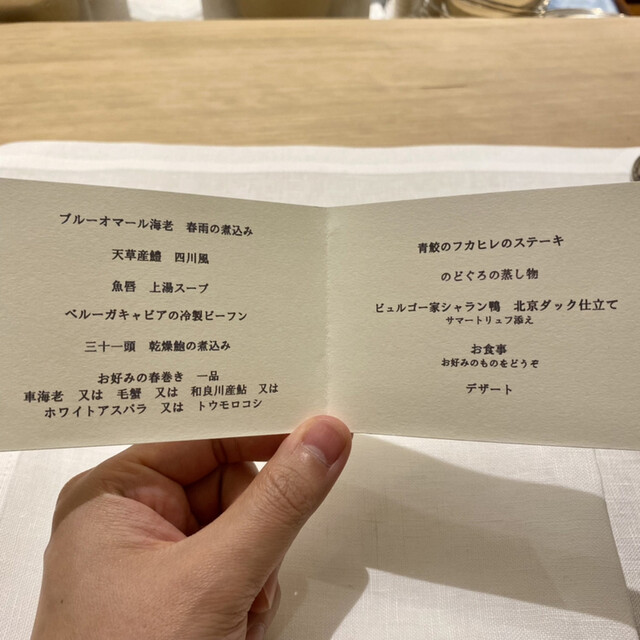 ブルーオマール海老　春雨の煮込み
天草産鱧　四川風
魚唇　上湯スープ
ベルーガキャビアの冷製ビーフン
三十一頭　乾燥鮑の煮込み
お好みの春巻き　一品
車海老　又は　毛蟹　又は　和良川産鮎　又は
ホワイトアスパラ　又は　トウモロコシ
青鮫のフカヒレのステーキ
のどぐろの蒸し物
ビュルゴー家シャラン鴨　北京ダック仕立て
サマートリュフ添え
お食事
お好みのものをどうぞ
デザート